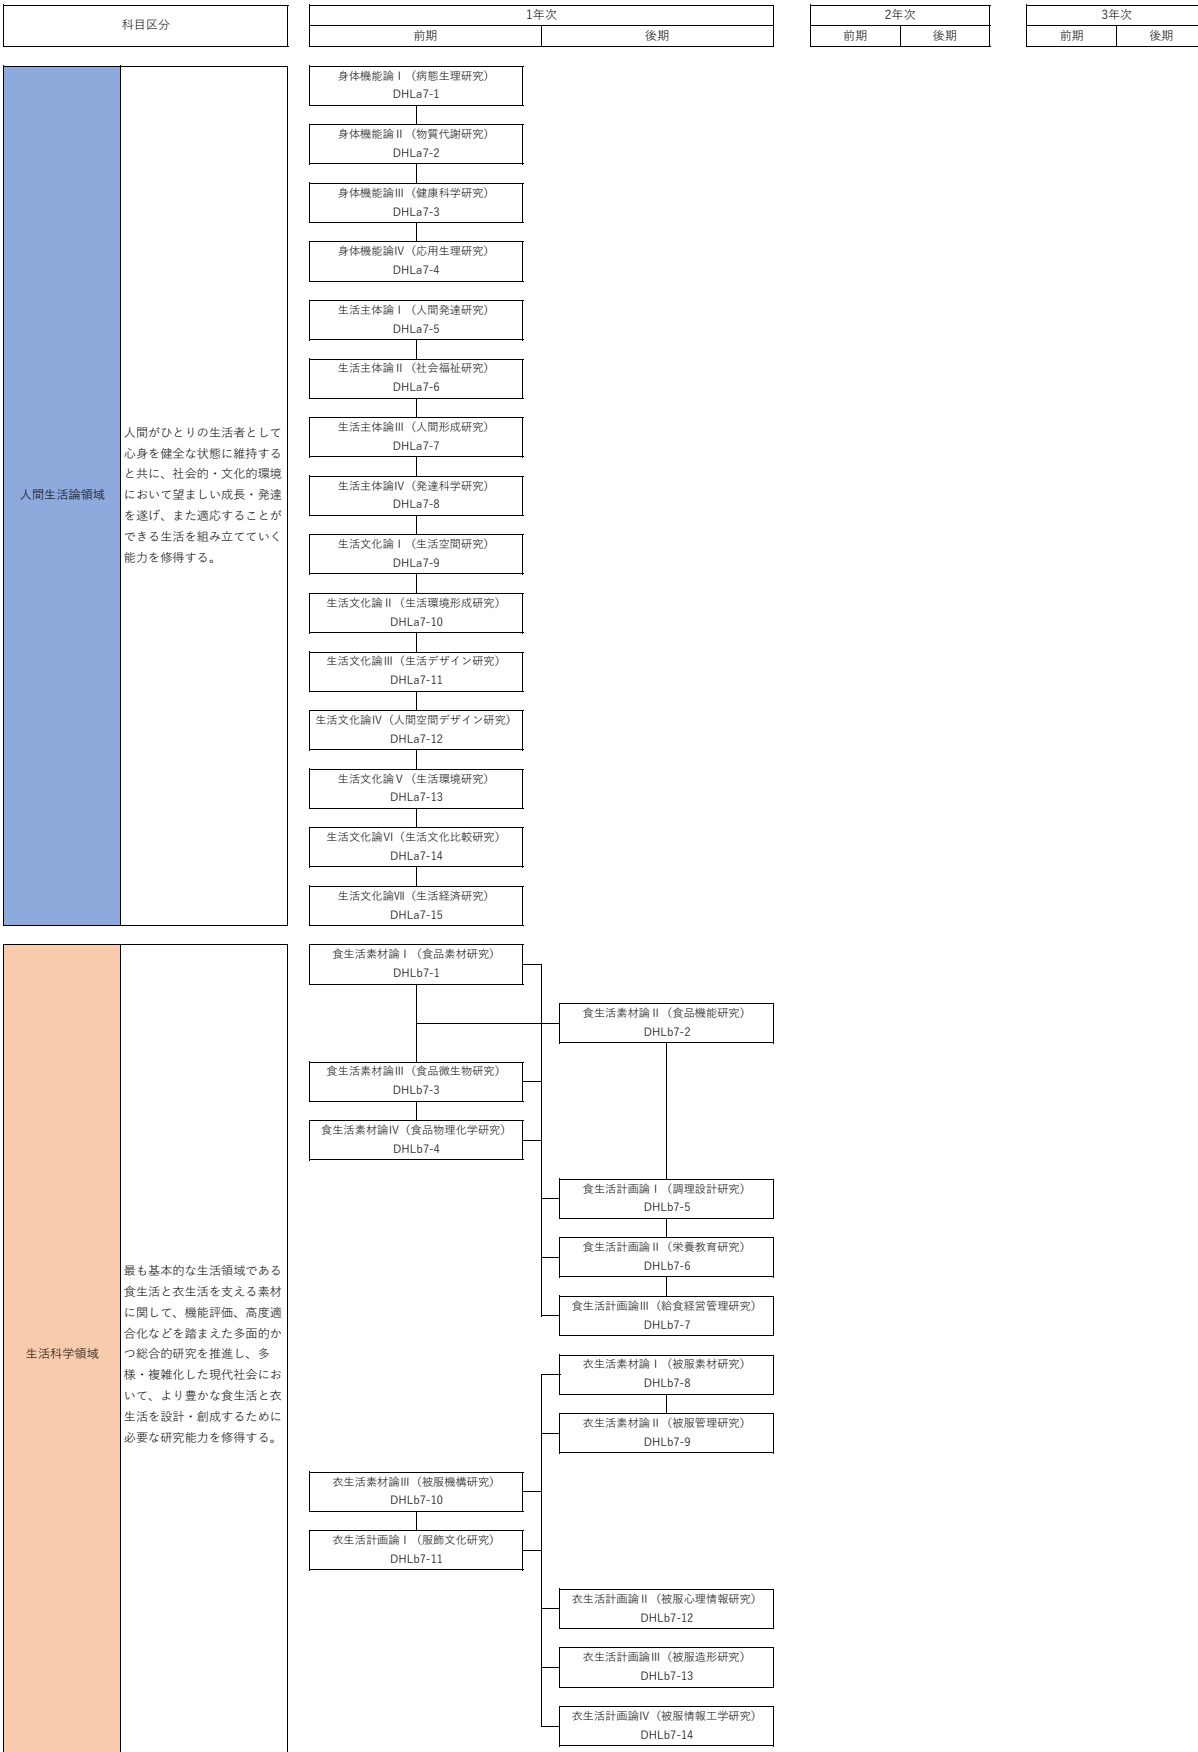 科目区分
1年次
2年次
3年次
前期
後期
前期
後期
前期
後期
人間生活論領域
人間がひとりの生活者として
心身を健全な状態に維持する
と共に、社会的・文化的環境
において望ましい成長・発達
を遂げ、また適応することが
できる生活を組み立てていく
能力を修得する。
身体機能論Ⅰ（病態生理研究）
DHLa7-1
身体機能論Ⅱ（物質代謝研究）
DHLa7-2
身体機能論Ⅲ（健康科学研究）
DHLa7-3
身体機能論Ⅳ（応用生理研究）
DHLa7-4
生活主体論Ⅰ（人間発達研究）
DHLa7-5
生活主体論Ⅱ（社会福祉研究）
DHLa7-6
生活主体論Ⅲ（人間形成研究）
DHLa7-7
生活主体論Ⅳ（発達科学研究）
DHLa7-8
生活文化論Ⅰ（生活空間研究）
DHLa7-9
生活文化論Ⅱ（生活環境形成研究）
DHLa7-10
生活文化論Ⅲ（生活デザイン研究）
DHLa7-11
生活文化論Ⅳ（人間空間デザイン研究）
DHLa7-12
生活文化論Ⅴ（生活環境研究）
DHLa7-13
生活文化論Ⅵ（生活文化比較研究）
DHLa7-14
生活文化論Ⅶ（生活経済研究）
DHLa7-15
生活科学領域
最も基本的な生活領域である
食生活と衣生活を支える素材
に関して、機能評価、高度適
合化などを踏まえた多面的か
つ総合的研究を推進し、多
様・複雑化した現代社会にお
いて、より豊かな食生活と衣
生活を設計・創成するために
必要な研究能力を修得する。
食生活素材論Ⅰ（食品素材研究）
DHLb7-1
食生活素材論Ⅱ（食品機能研究）
DHLb7-2
食生活素材論Ⅲ（食品微生物研究）
DHLb7-3
食生活素材論Ⅳ（食品物理化学研究）
DHLb7-4
食生活計画論Ⅰ（調理設計研究）
DHLb7-5
食生活計画論Ⅱ（栄養教育研究）
DHLb7-6
食生活計画論Ⅲ（給食経営管理研究）
DHLb7-7
衣生活素材論Ⅰ（被服素材研究）
DHLb7-8
衣生活素材論Ⅱ（被服管理研究）
DHLb7-9
衣生活素材論Ⅲ（被服機構研究）
DHLb7-10
衣生活計画論Ⅰ（服飾文化研究）
DHLb7-11
衣生活計画論Ⅱ（被服心理情報研究）
DHLb7-12
衣生活計画論Ⅲ（被服造形研究）
DHLb7-13
衣生活計画論Ⅳ（被服情報工学研究）
DHLb7-14